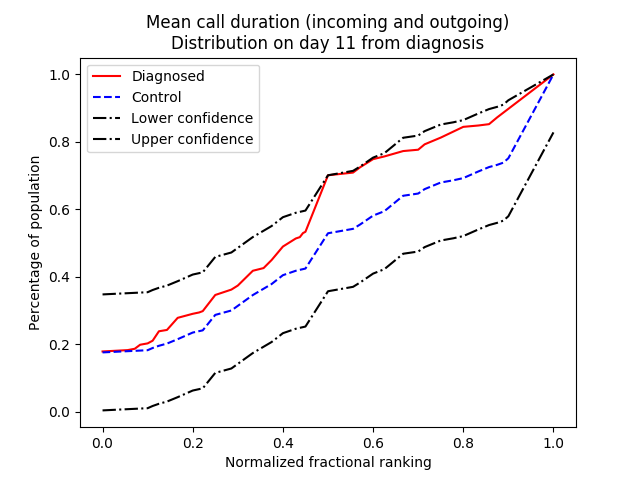 Mean call duration (incoming and outgoing)
Distribution on day 11 from diagnosis
Diagnosed
Control
Lower confidence
Upper confidence
Percentage of population
1.0
0.8
0.6
0.4
0.2
0.0
0.0 0.2 0.4 0.6 0.8 1.0
Normalized fractional ranking